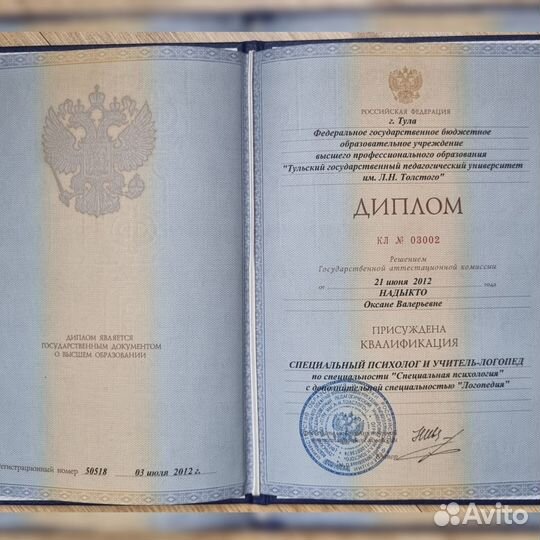 ДИПЛОМ ЯВЛЯЕТСЯ
ГОСУДАРСТВЕННЫМ ДОКУМЕНТОМ
О ВЫСШЕМ ОБРАЗОВАНИИ
Регистрационный номер 50518 03 июля 2012 г.
РОССИЙСКАЯ ФЕДЕРАЦИЯ
г. Тула
Федеральное государственное бюджетное
образовательное учреждение
высшего профессионального образования
"Тульский государственный педагогический университет
им. Л.Н. Толстого"
ДИПЛОМ
КЛ № 03002
Решением
Государственной аттестационной комиссии
от 21 июня 2012 года
НАДЫКТО
Оксане Валерьевне
ПРИСУЖДЕНА
КВАЛИФИКАЦИЯ
СПЕЦИАЛЬНЫЙ ПСИХОЛОГ И УЧИТЕЛЬ-ЛОГОПЕД
по специальности "Специальная психология"
с дополнительной специальностью "Логопедия"
Avito